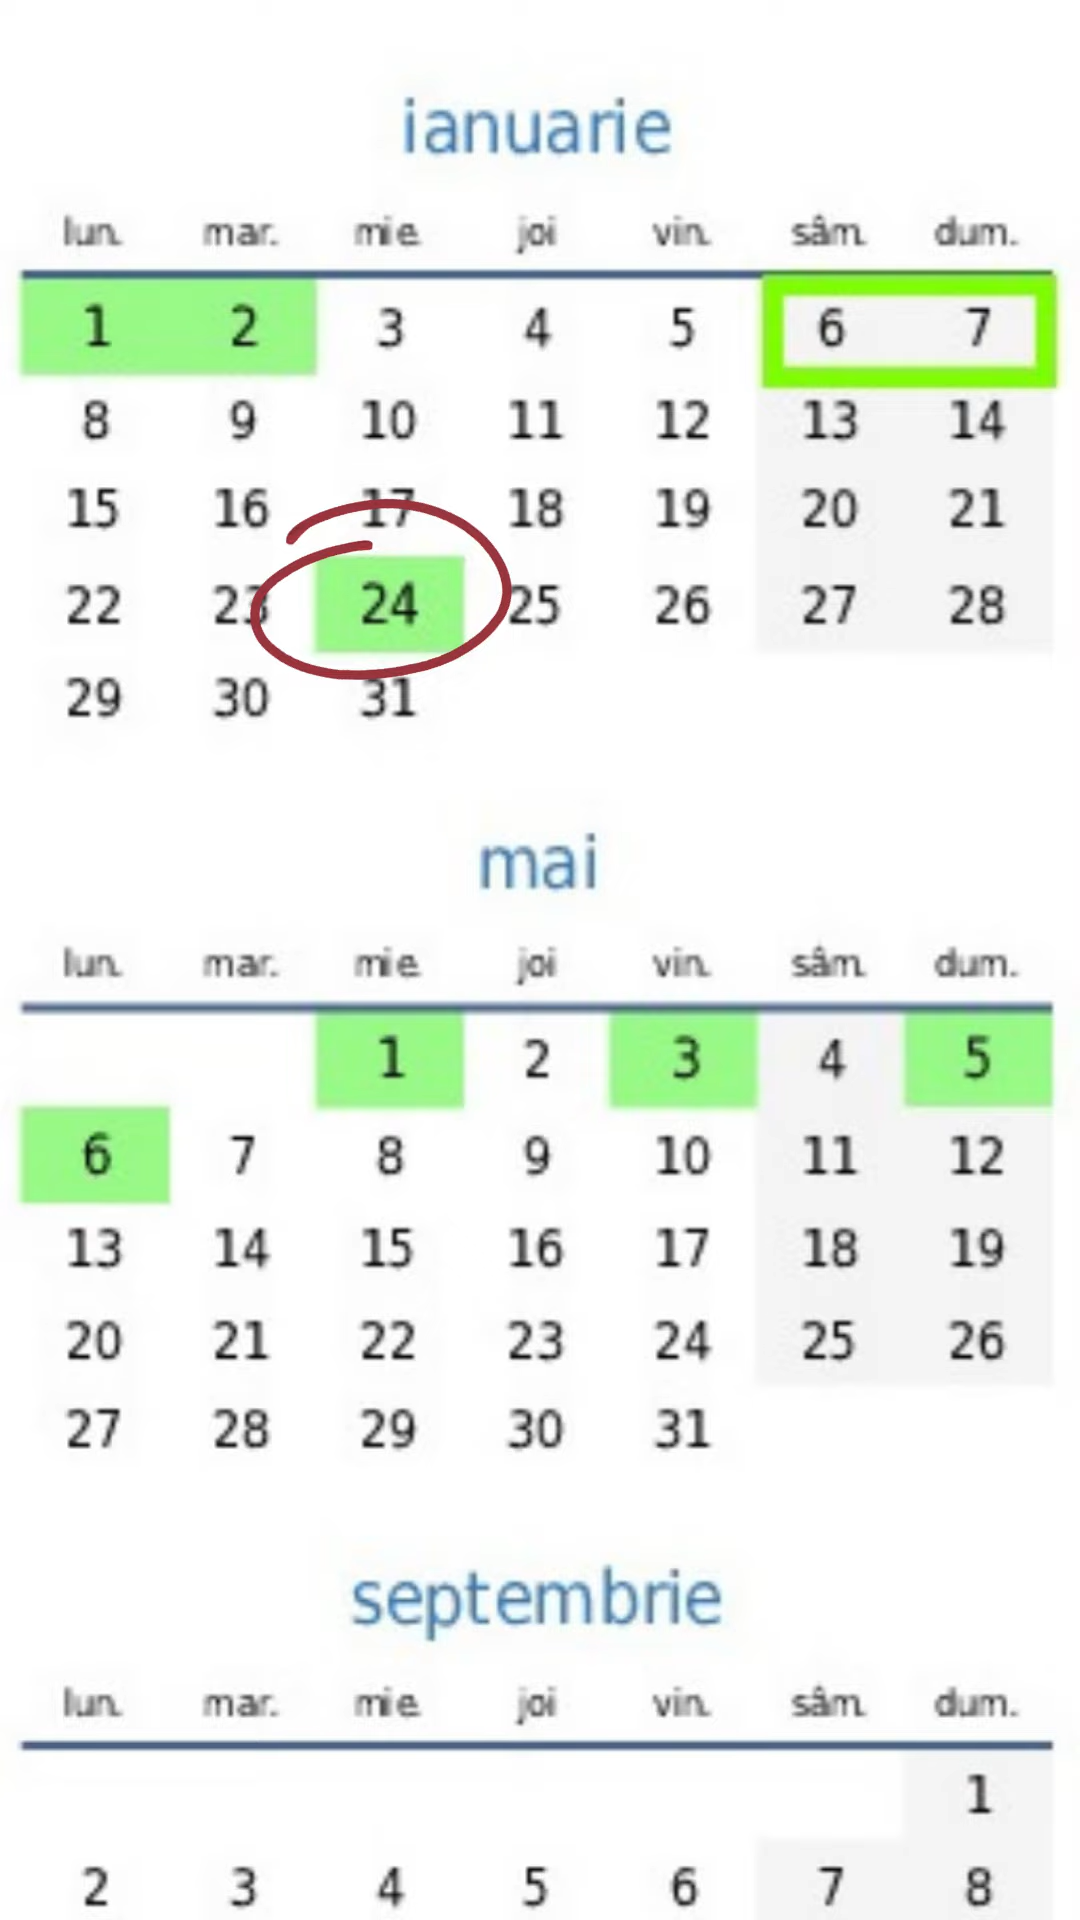 ianuarie
lun. mar. mie. joi vin. sâm. dum.
1 2 3 4 5 6 7
8 9 10 11 12 13 14
15 16 17 18 19 20 21
22 23 24 25 26 27 28
29 30 31
mai
lun. mar. mie. joi vin. sâm. dum.
1 2 3 4 5
6 7 8 9 10 11 12
13 14 15 16 17 18 19
20 21 22 23 24 25 26
27 28 29 30 31
septembrie
lun. mar. mie. joi vin. sâm. dum.
1
2 3 4 5 6 7 8